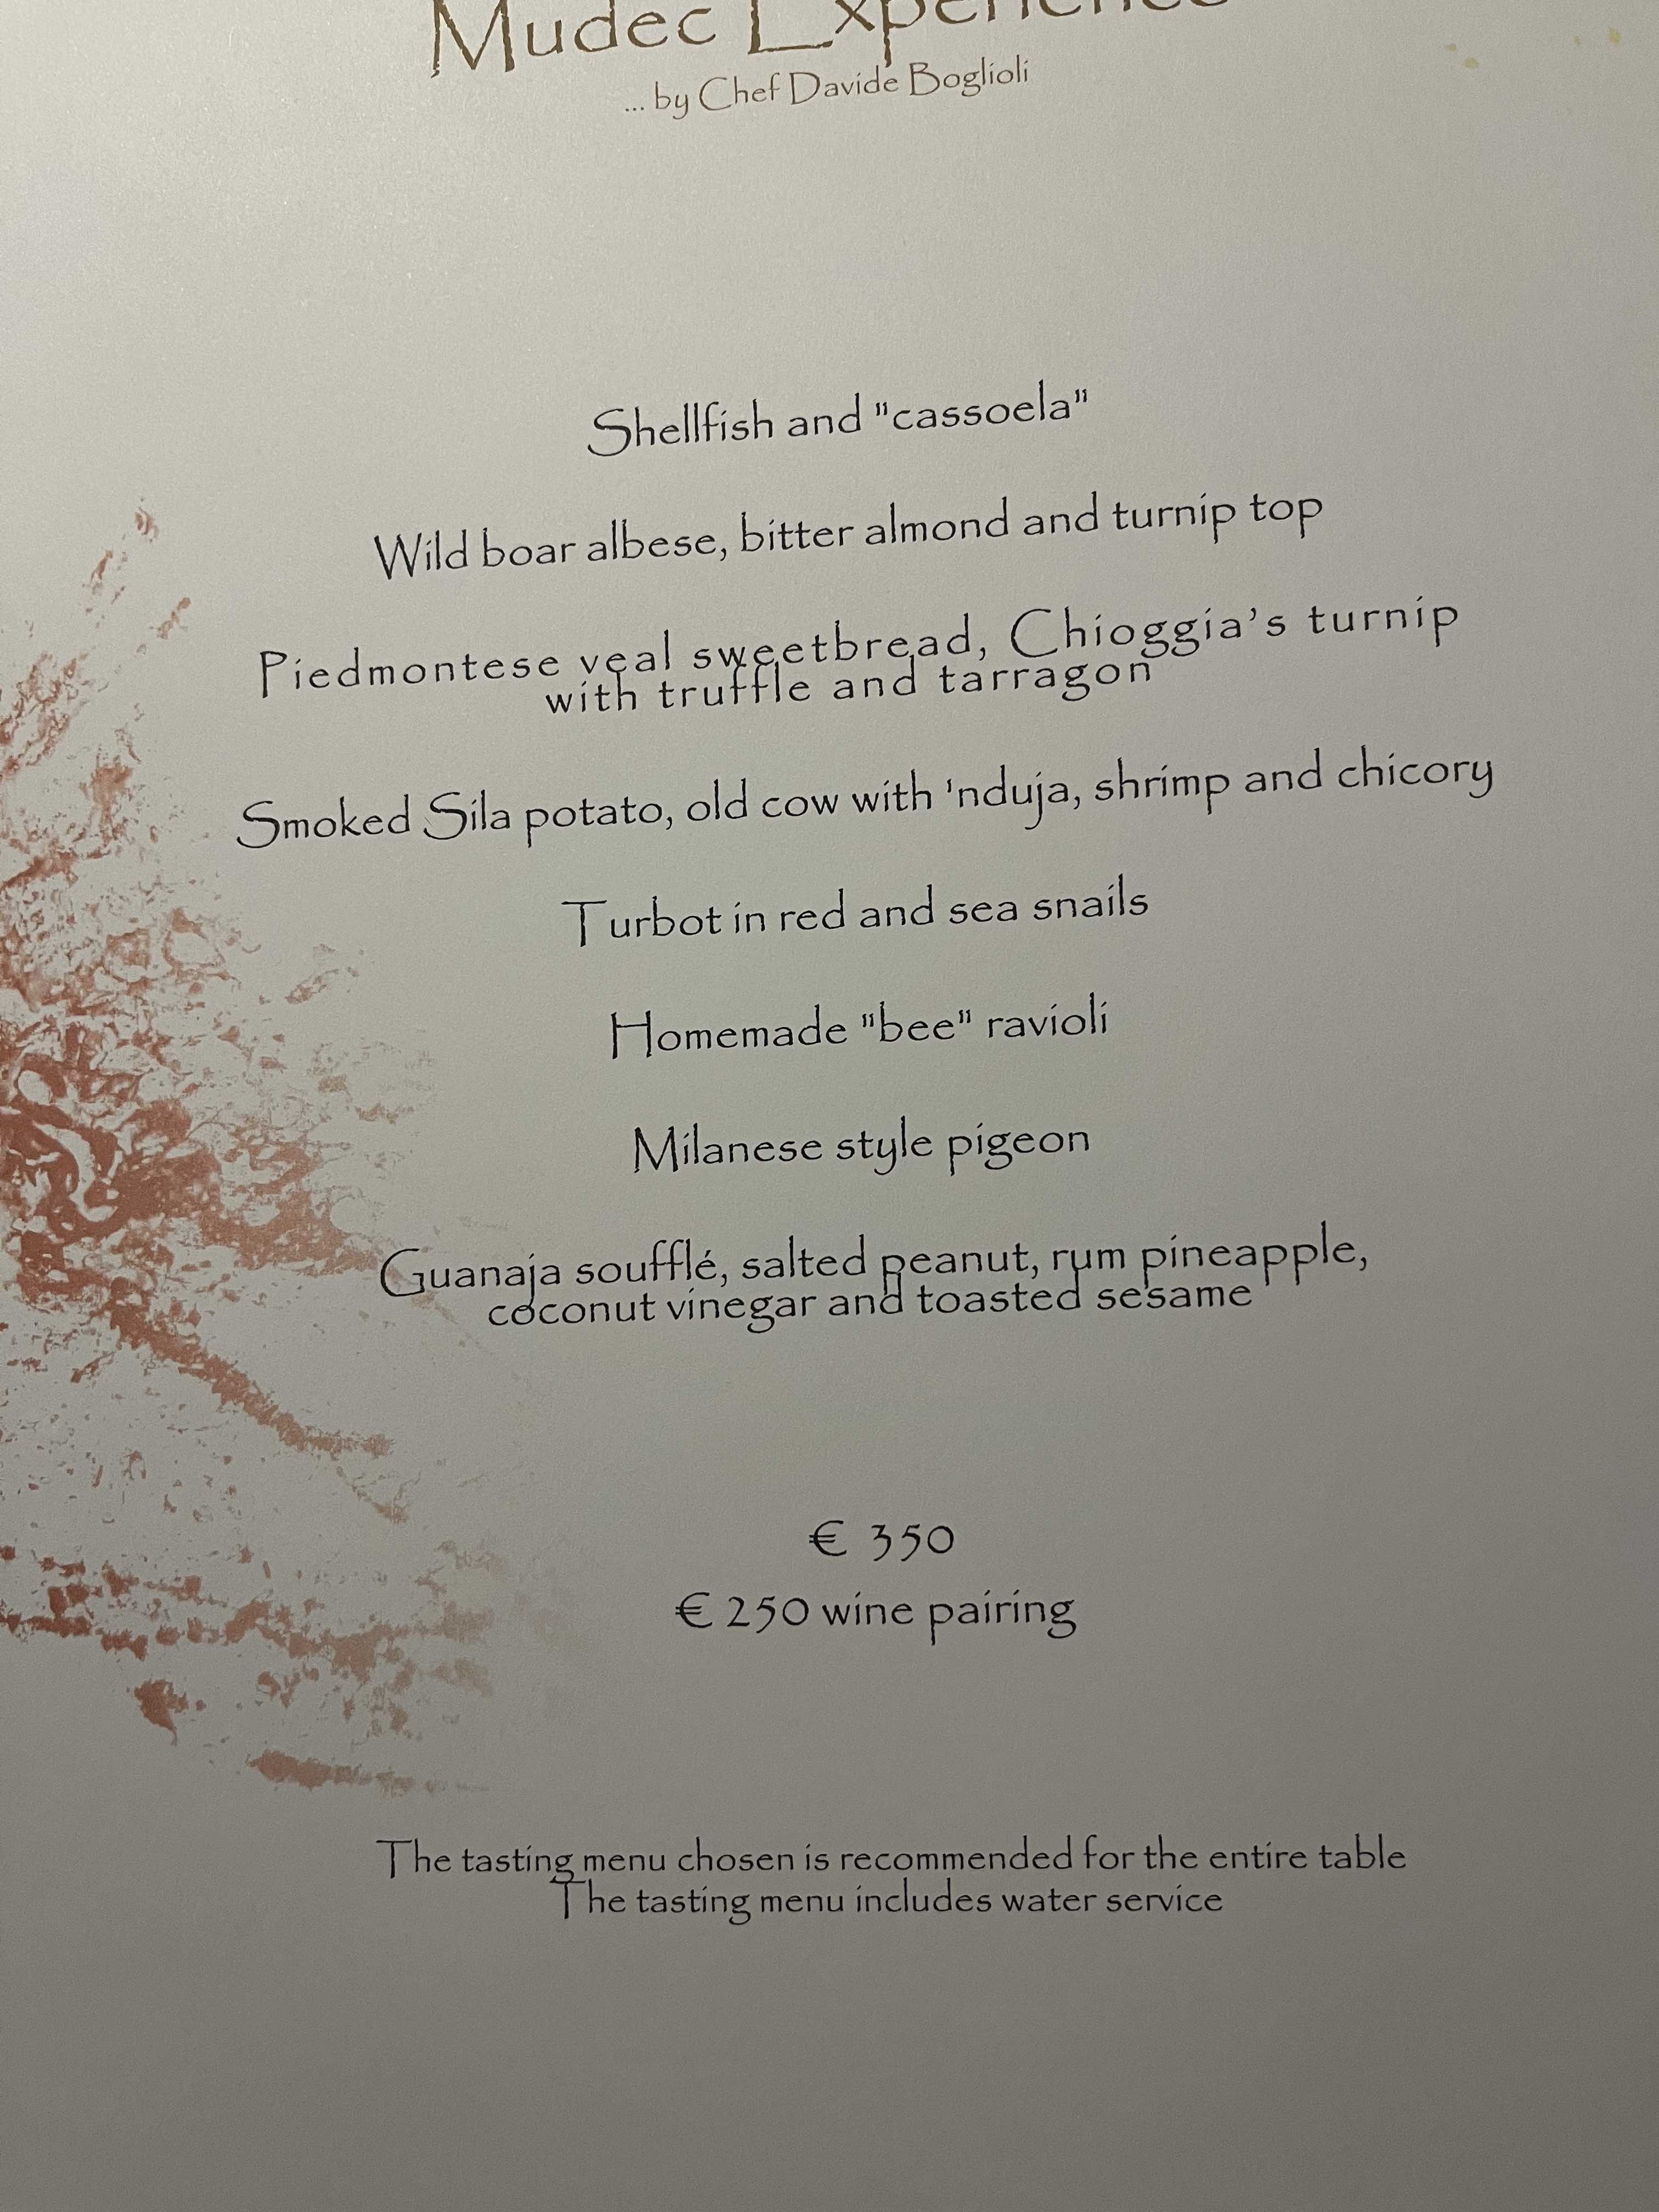 Mudec Experience
... by Chef Davide Boglioli
Shellfish and "cassoela"
Wild boar albese, bitter almond and turnip top
Piedmontese veal sweetbread, Chioggia's turnip
with truffle and tarragon
Smoked Sila potato, old cow with 'nduja, shrimp and chicory
Turbot in red and sea snails
Homemade "bee" ravioli
Milanese style pigeon
Guanaja soufflé, salted peanut, rum pineapple,
coconut vinegar and toasted sesame
€ 350
€ 250 wine pairing
The tasting menu chosen is recommended for the entire table
The tasting menu includes water service